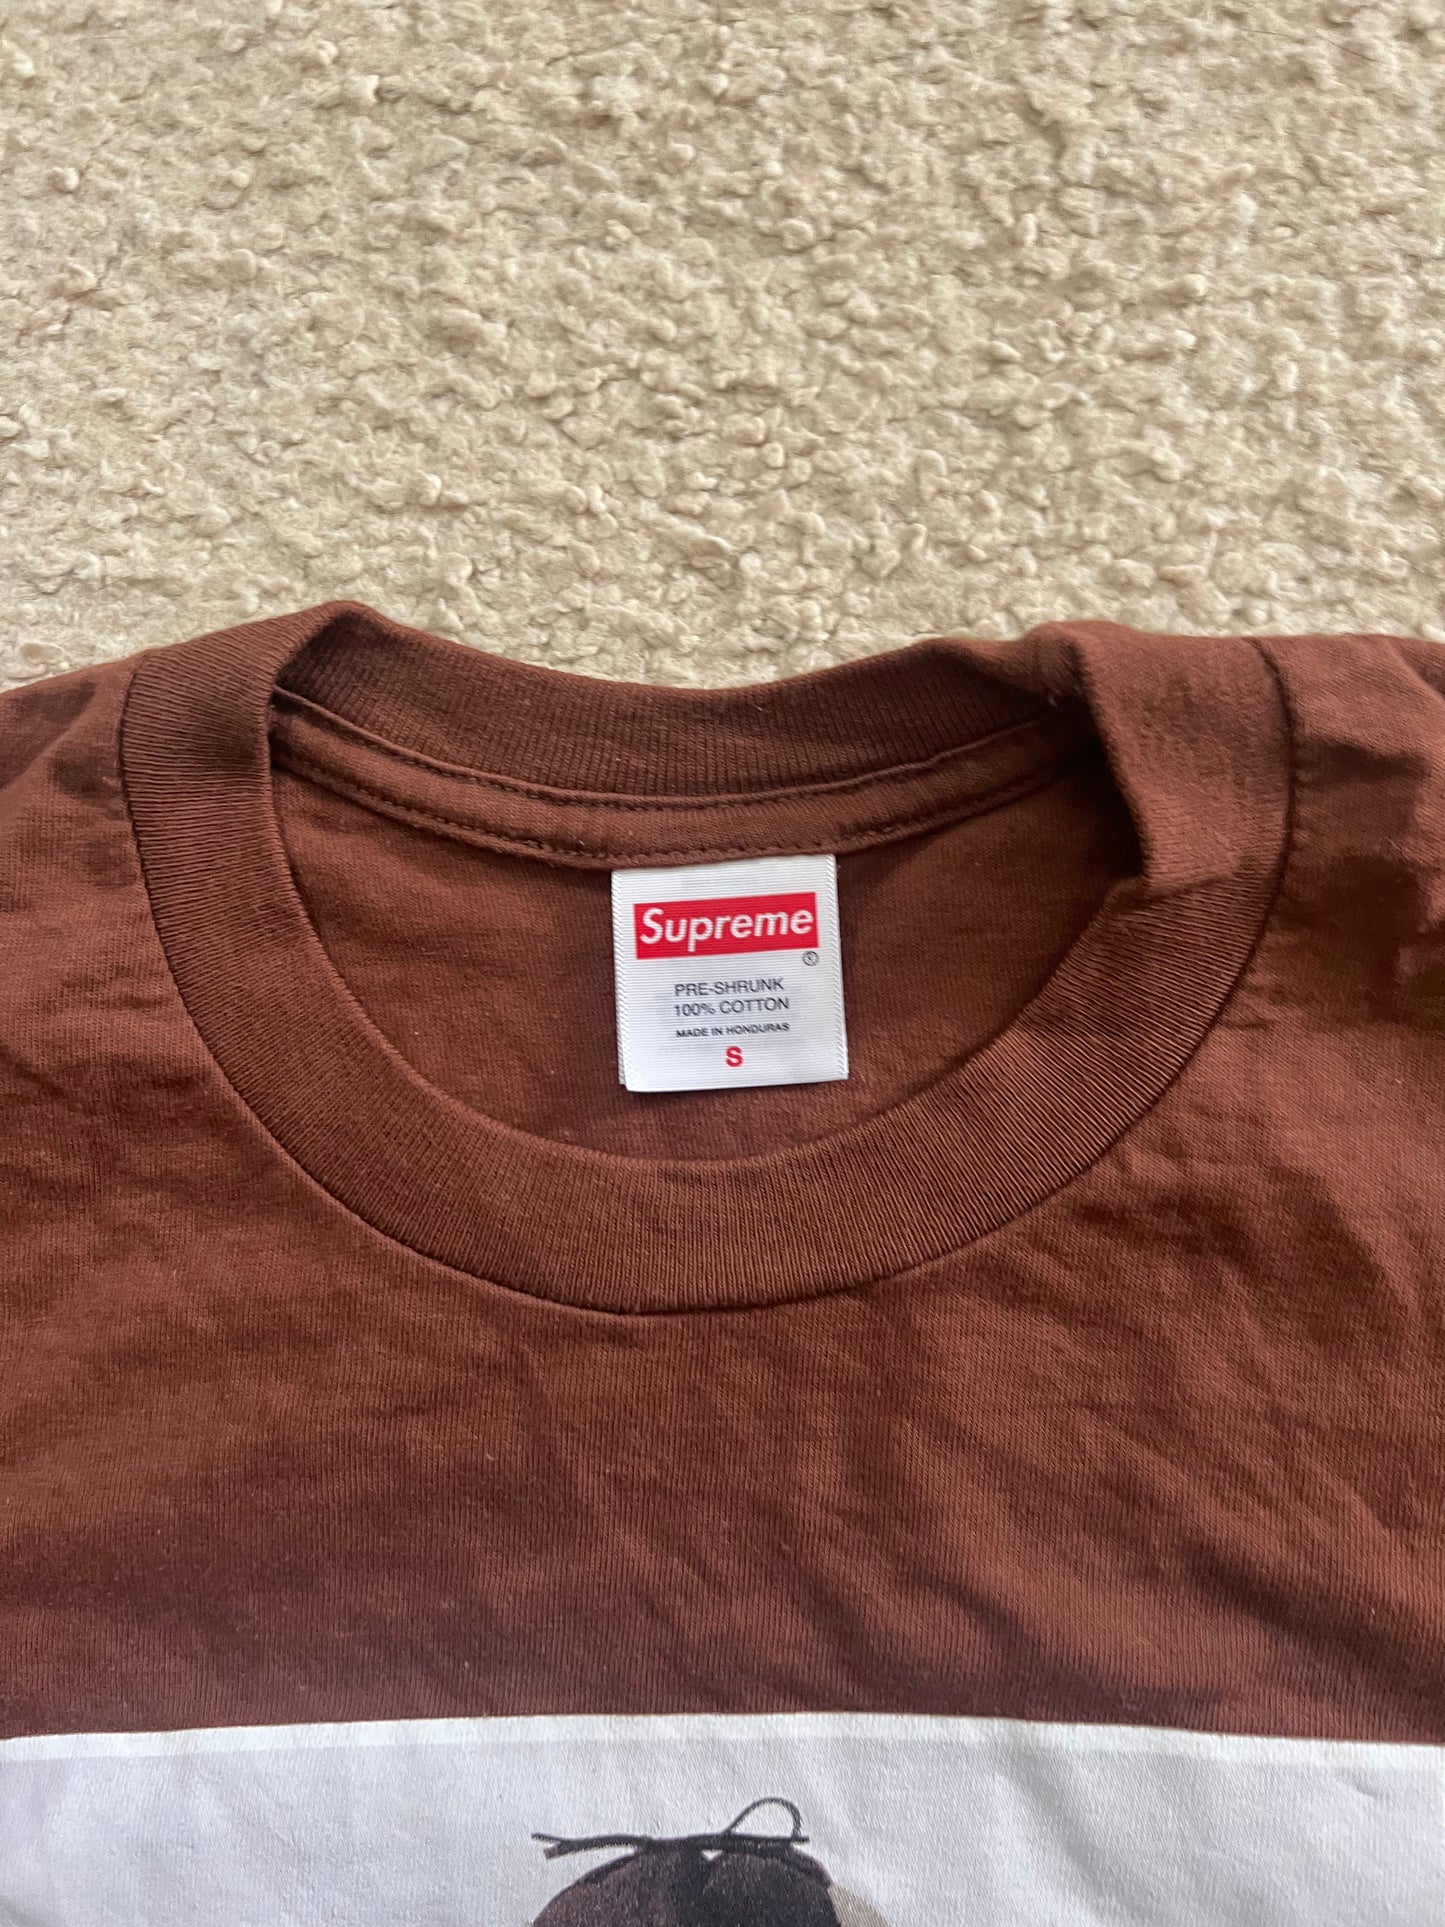 Supreme
®
PRE-SHRUNK
100% COTTON
MADE IN HONDURAS
S